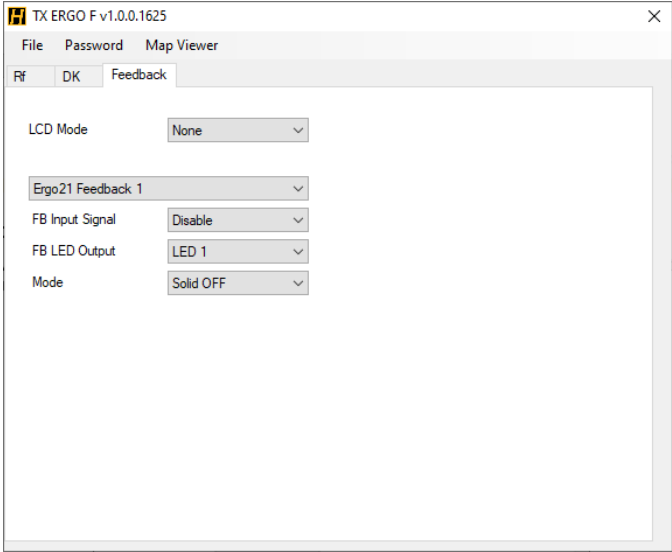 TX ERGO F v1.0.0.1625
File Password Map Viewer
Rf DK Feedback
LCD Mode None
Ergo21 Feedback 1
FB Input Signal Disable
FB LED Output LED 1
Mode Solid OFF